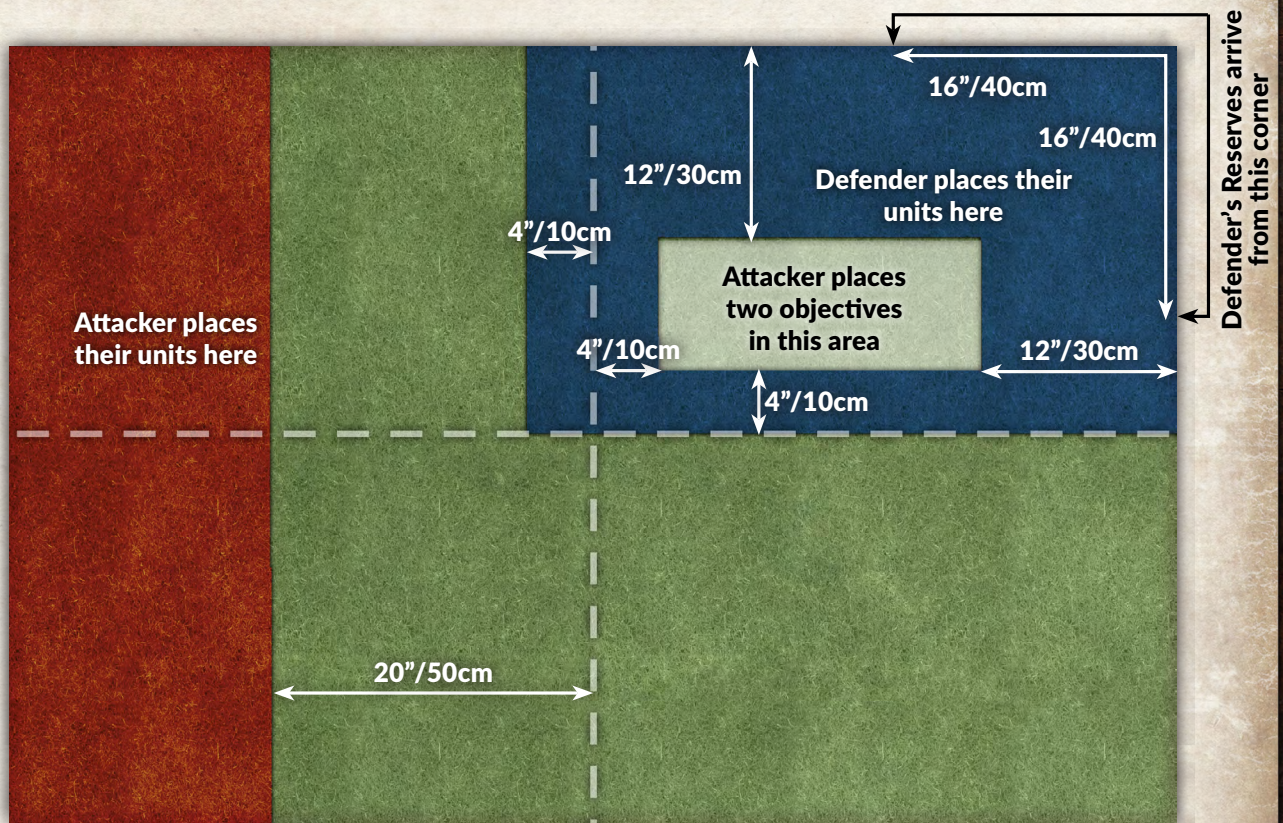 Defender’s Reserves arrive
from this corner
16”/40cm
16”/40cm
12”/30cm
Defender places their
units here
4”/10cm
Attacker places
two objectives
in this area
Attacker places
their units here
4”/10cm
12”/30cm
4”/10cm
20”/50cm